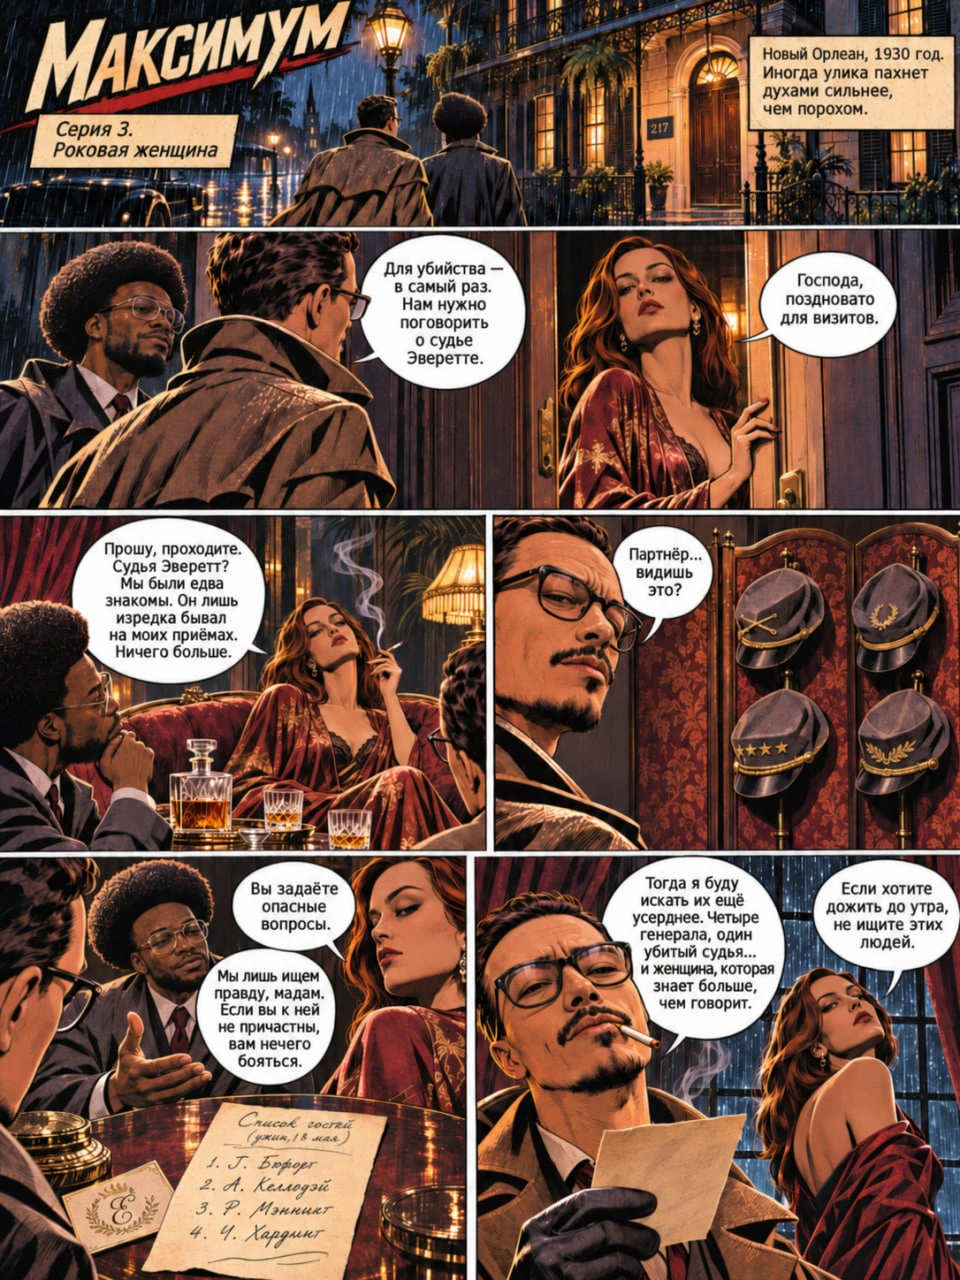 Максимум
Серия 3.
Роковая женщина
Новый Орлеан, 1930 год.
Иногда улика пахнет
духами сильнее,
чем порохом.
217
Для убийства —
в самый раз.
Нам нужно
поговорить
о судье
Эверетте.
Господа,
поздновато
для визитов.
Прошу, проходите.
Судья Эверетт?
Мы были едва
знакомы. Он лишь
изредка бывал
на моих приёмах.
Ничего больше.
Партнёр...
видишь
это?
Вы задаёте
опасные
вопросы.
Мы лишь ищем
правду, мадам.
Если вы к ней
не причастны,
вам нечего
бояться.
Список гостей
(ужин, 18 мая)
1. Г. Бюфорт
2. А. Келлоуэй
3. Р. Мэнникт
4. Ч. Хардинт
E
Тогда я буду
искать их ещё
усерднее. Четыре
генерала, один
убитый судья...
и женщина, которая
знает больше,
чем говорит.
Если хотите
дожить до утра,
не ищите этих
людей.